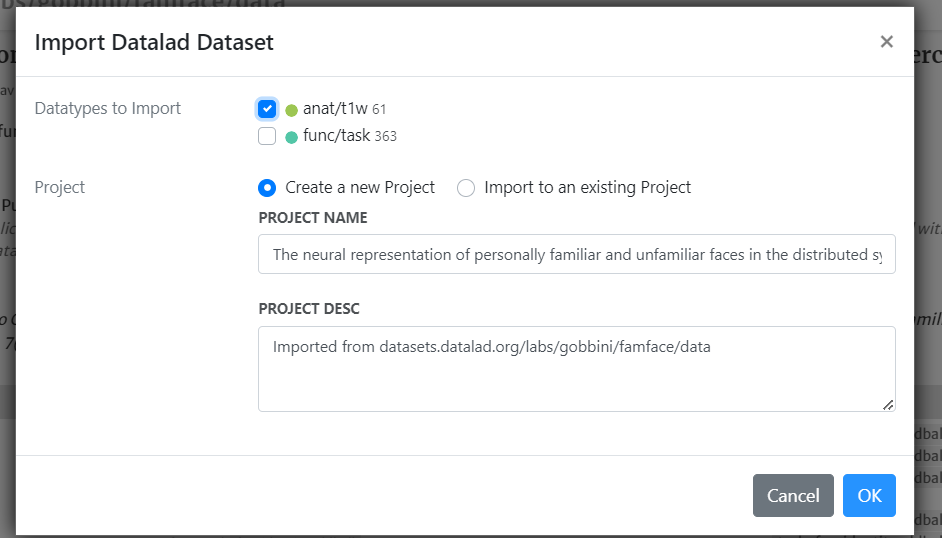 Import Datalad Dataset
×
Datatypes to Import
anat/t1w 61
func/task 363
Project
Create a new Project Import to an existing Project
PROJECT NAME
The neural representation of personally familiar and unfamiliar faces in the distributed
PROJECT DESC
Imported from datasets.datalad.org/labs/gobbini/famface/data
Cancel OK